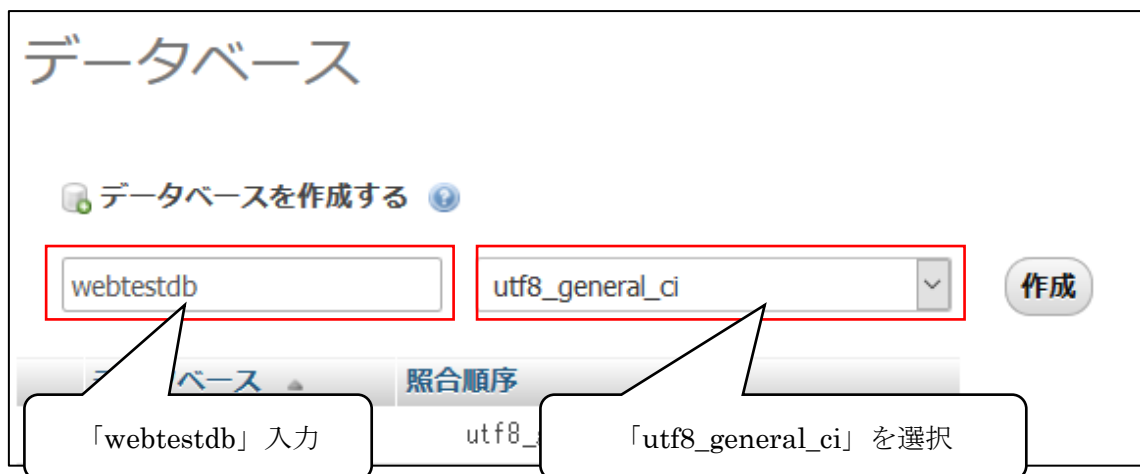 データベース
データベースを作成する
webtestdb
utf8_general_ci
作成
ベース
照合順序
utf8_
「webtestdb」入力
「utf8_general_ci」を選択